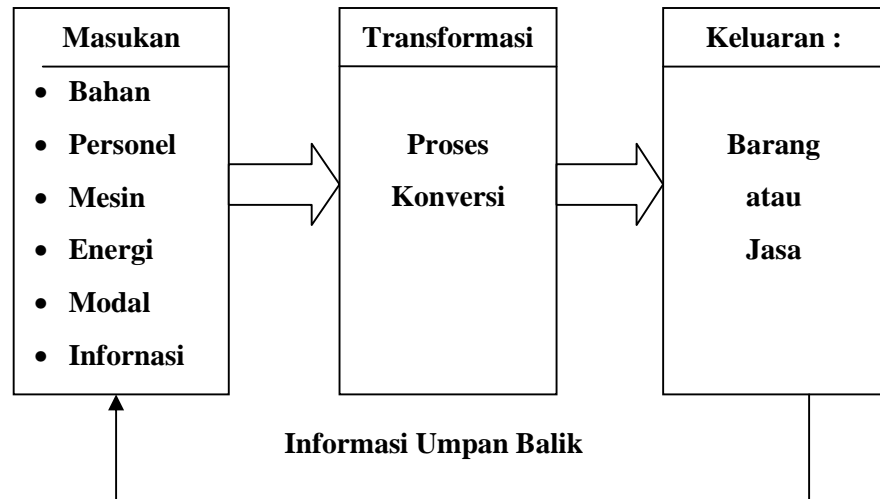 Masukan
• Bahan
• Personel
• Mesin
• Energi
• Modal
• Infornasi
Transformasi
Proses
Konversi
Keluaran :
Barang
atau
Jasa
Informasi Umpan Balik